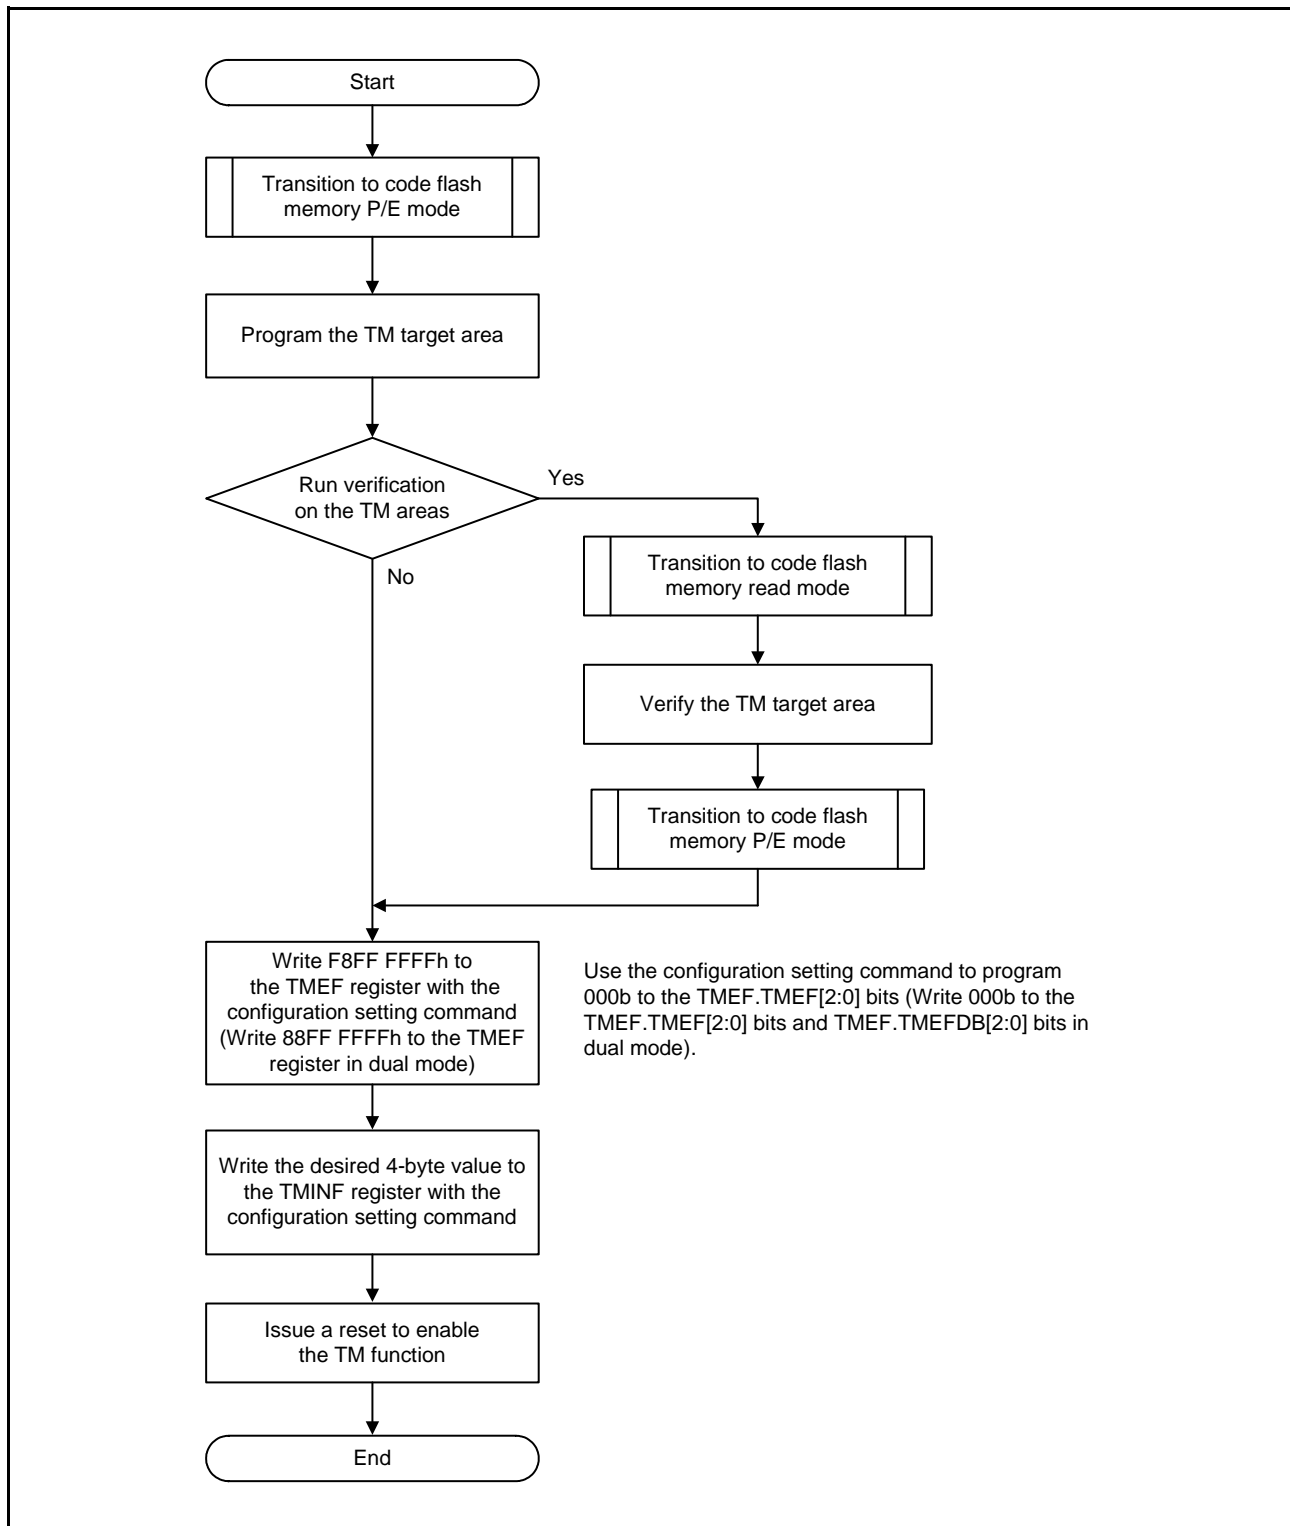 Start
Transition to code flash
memory P/E mode
Program the TM target area
Run verification
on the TM areas
Yes
No
Transition to code flash
memory read mode
Verify the TM target area
Transition to code flash
memory P/E mode
Write F8FF FFFFh to
the TMEF register with the
configuration setting command
(Write 88FF FFFFh to the TMEF
register in dual mode)
Use the configuration setting command to program
000b to the TMEF.TMEF[2:0] bits (Write 000b to the
TMEF.TMEF[2:0] bits and TMEF.TMEFDB[2:0] bits in
dual mode).
Write the desired 4-byte value to
the TMINF register with the
configuration setting command
Issue a reset to enable
the TM function
End